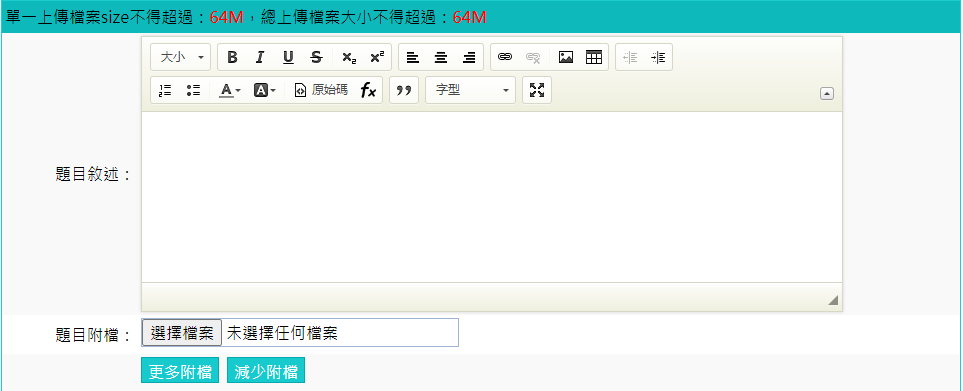 單一上傳檔案size不得超過：64M，總上傳檔案大小不得超過：64M
大小 B I U S x₂ x²
A A 原始碼 fx 字型
題目敘述：
題目附檔： 選擇檔案 未選擇任何檔案
更多附檔 減少附檔